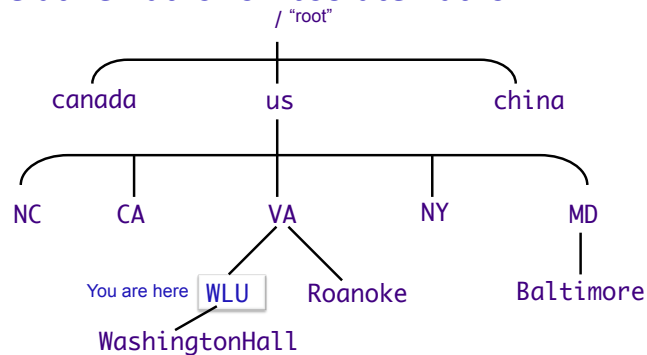 / “root”
canada us china
NC CA VA NY MD
You are here WLU Roanoke Baltimore
WashingtonHall